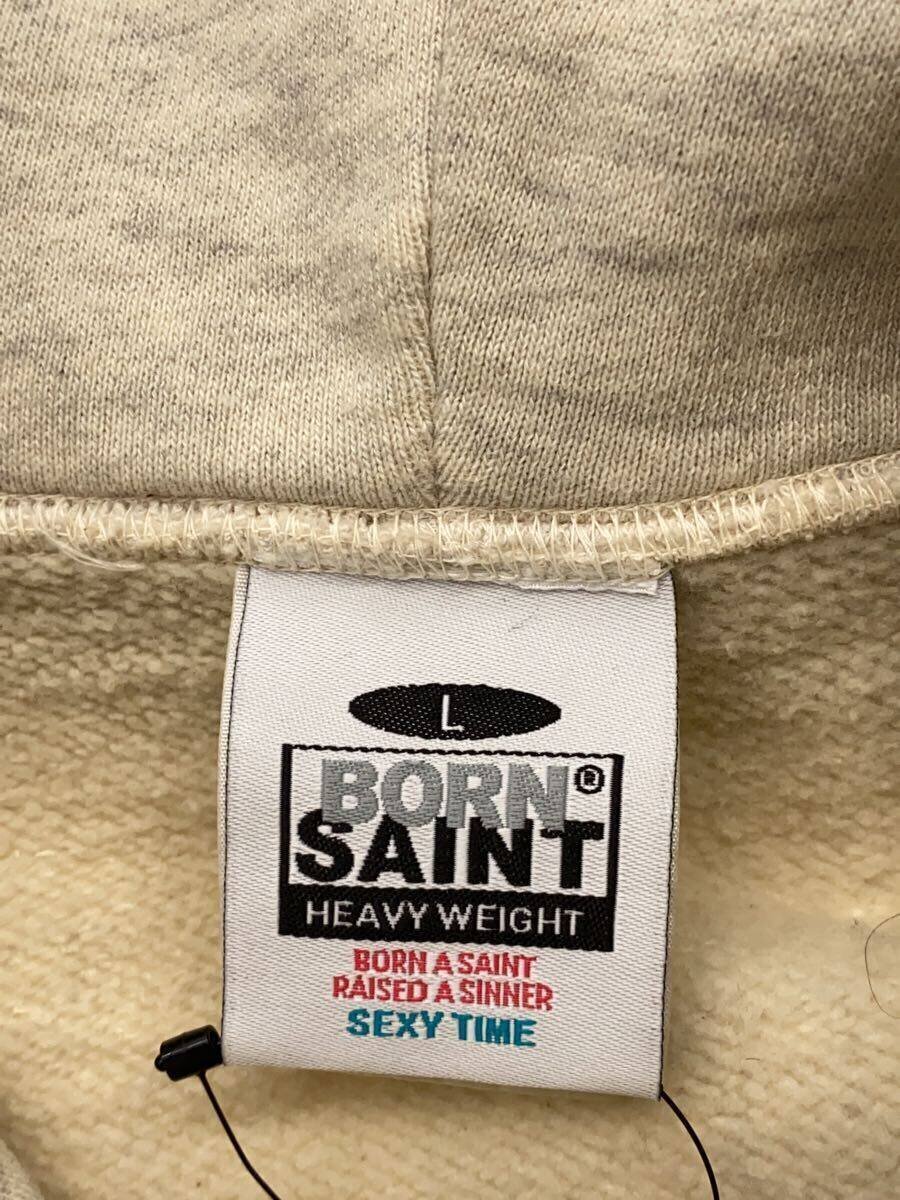 L
BORN®
SAINT
HEAVY WEIGHT
BORN A SAINT
RAISED A SINNER
SEXY TIME